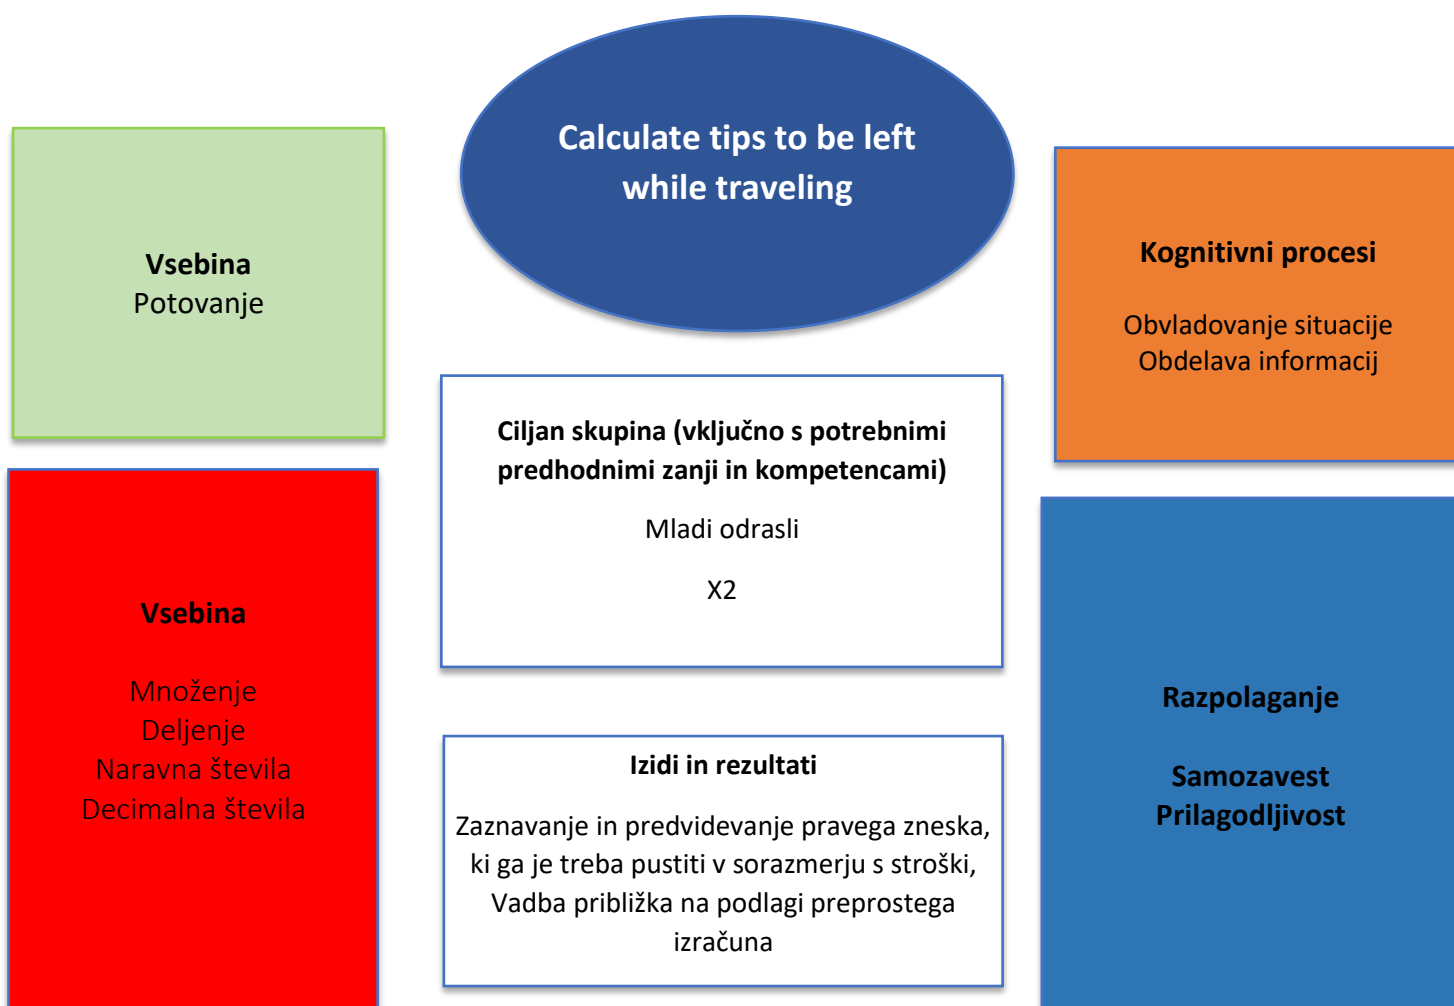 Calculate tips to be left
while traveling
Vsebina
Potovanje
Kognitivni procesi
Obvladovanje situacije
Obdelava informacij
Ciljan skupina (vključno s potrebnimi
predhodnimi zanji in kompetencami)
Mladi odrasli
X2
Vsebina
Množenje
Deljenje
Naravna števila
Decimalna števila
Razpolaganje
Samozavest
Prilagodljivost
Izidi in rezultati
Zaznavanje in predvidevanje pravega zneska,
ki ga je treba pustiti v sorazmerju s stroški,
Vadba približka na podlagi preprostega
izračuna